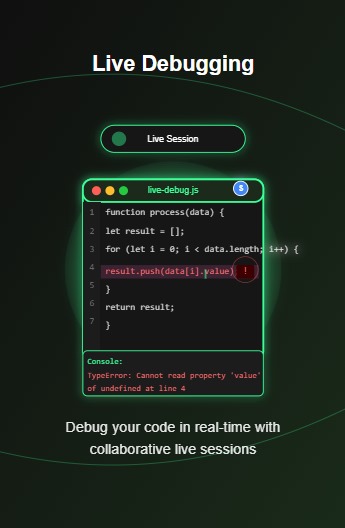 Live Debugging
Live Session
live-debug.js
$
1 function process(data) {
2 let result = [];
3 for (let i = 0; i < data.length; i++) {
4 result.push(data[i].value)
!
5 }
6 return result;
7 }
Console:
TypeError: Cannot read property 'value'
of undefined at line 4
Debug your code in real-time with
collaborative live sessions